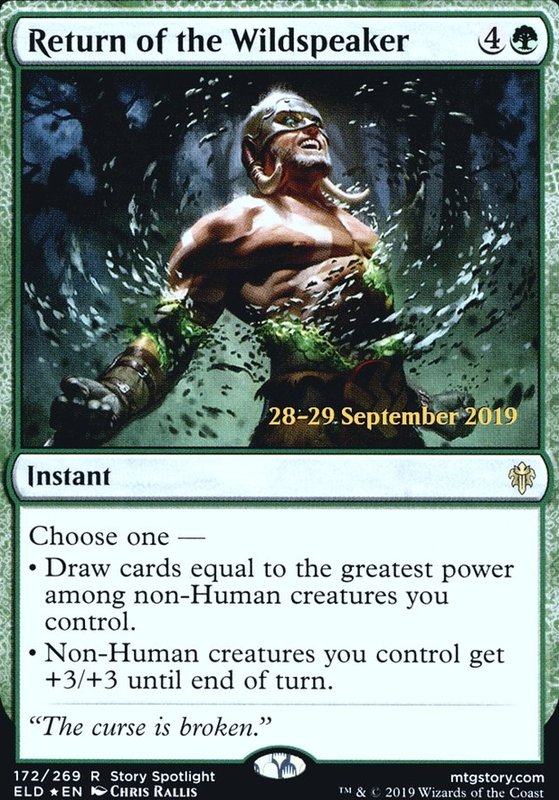 Return of the Wildspeaker 4
28-29 September 2019
Instant
Choose one —
• Draw cards equal to the greatest power
among non-Human creatures you
control.
• Non-Human creatures you control get
+3/+3 until end of turn.
“The curse is broken.”
172/269 R Story Spotlight
mtgstory.com
ELD ★ EN Chris Rallis
™ & © 2019 Wizards of the Coast